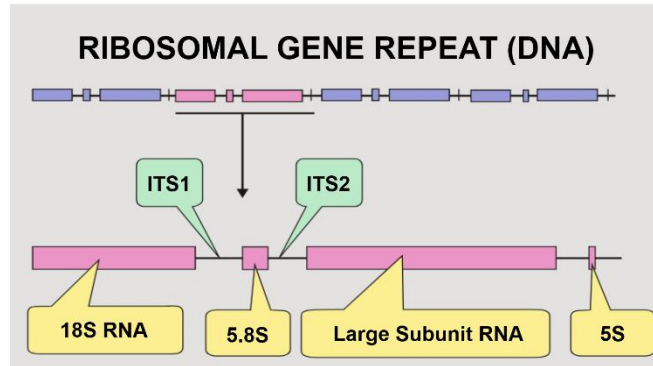 RIBOSOMAL GENE REPEAT (DNA)
ITS1
ITS2
18S RNA
5.8S
Large Subunit RNA
5S